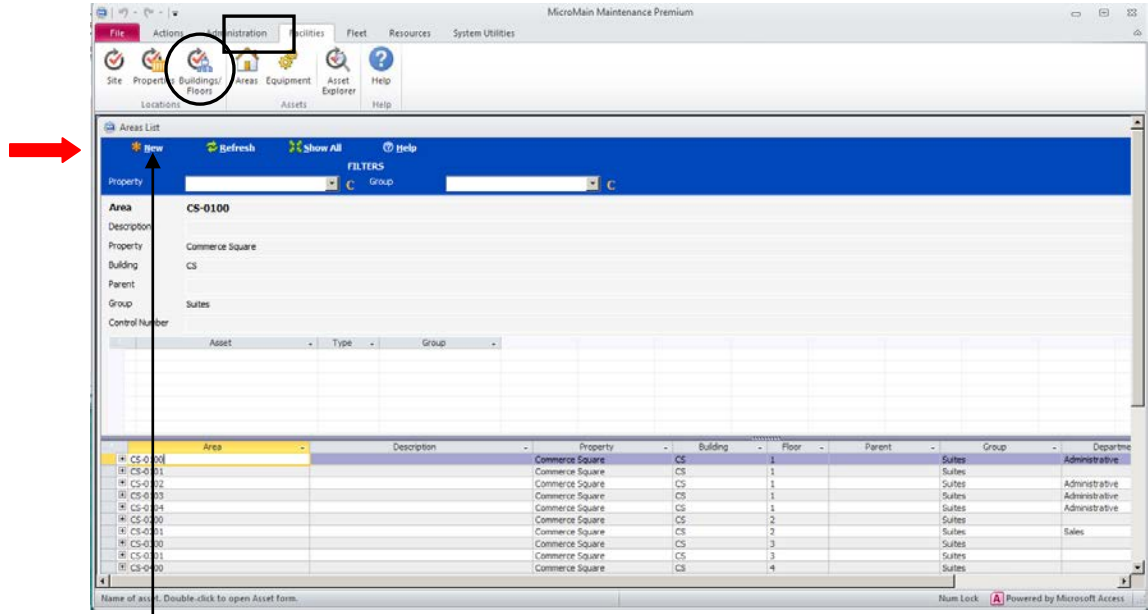 MicroMain Maintenance Premium
File Actions Administration Facilities Fleet Resources System Utilities
Site Properties Buildings/ Floors Areas Equipment Asset Explorer Help
Locations Assets Help
Areas List
New Refresh Show All Help
FILTERS
Property C Group C
Area CS-0100
Description
Property Commerce Square
Building CS
Parent
Group Suites
Control Number
Asset Type Group
Area Description Property Building Floor Parent Group Departme
CS-0100 Commerce Square CS 1 Suites Administrative
CS-0101 Commerce Square CS 1 Suites
CS-0102 Commerce Square CS 1 Suites Administrative
CS-0103 Commerce Square CS 1 Suites Administrative
CS-0104 Commerce Square CS 1 Suites Administrative
CS-0200 Commerce Square CS 2 Suites
CS-0201 Commerce Square CS 2 Suites Sales
CS-0300 Commerce Square CS 3 Suites
CS-0301 Commerce Square CS 3 Suites
CS-0400 Commerce Square CS 4 Suites
Name of asset. Double-click to open Asset form. Num Lock A Powered by Microsoft Access